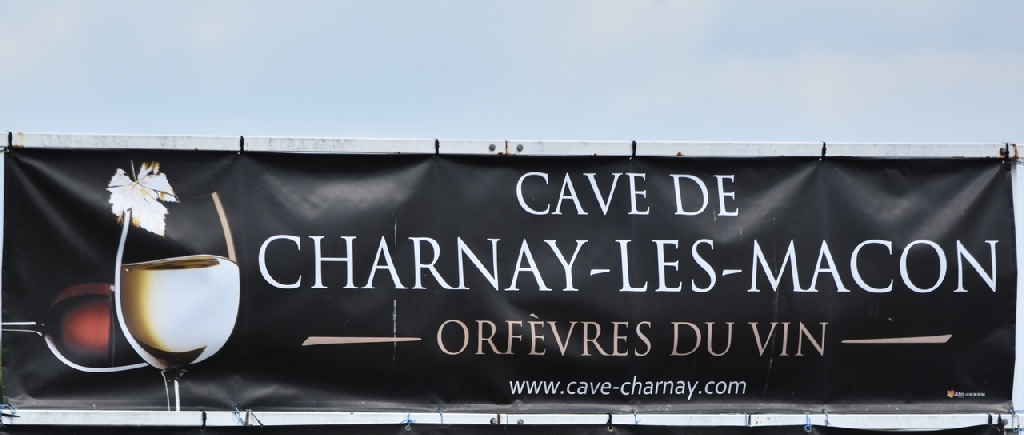 CAVE DE
CHARNAY-LES-MACON
ORFÈVRES DU VIN
www.cave-charnay.com